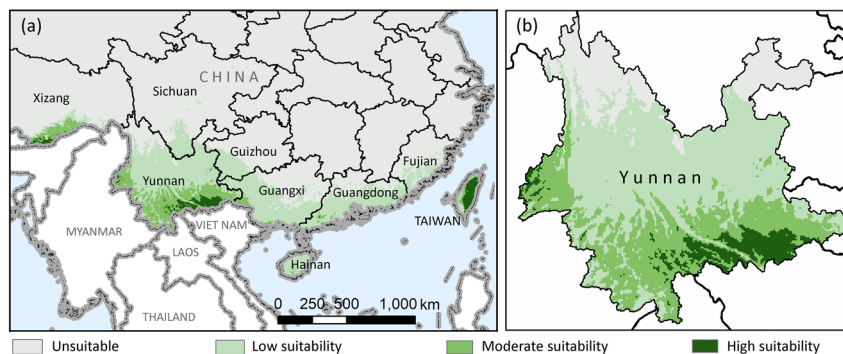 (a)
CHINA
Xizang
Sichuan
Guizhou
Fujian
Yunnan
Guangxi
Guangdong
TAIWAN
MYANMAR
VIET NAM
LAOS
Hainan
THAILAND
0 250 500 1,000 km
(b)
Yunnan
Unsuitable Low suitability Moderate suitability High suitability